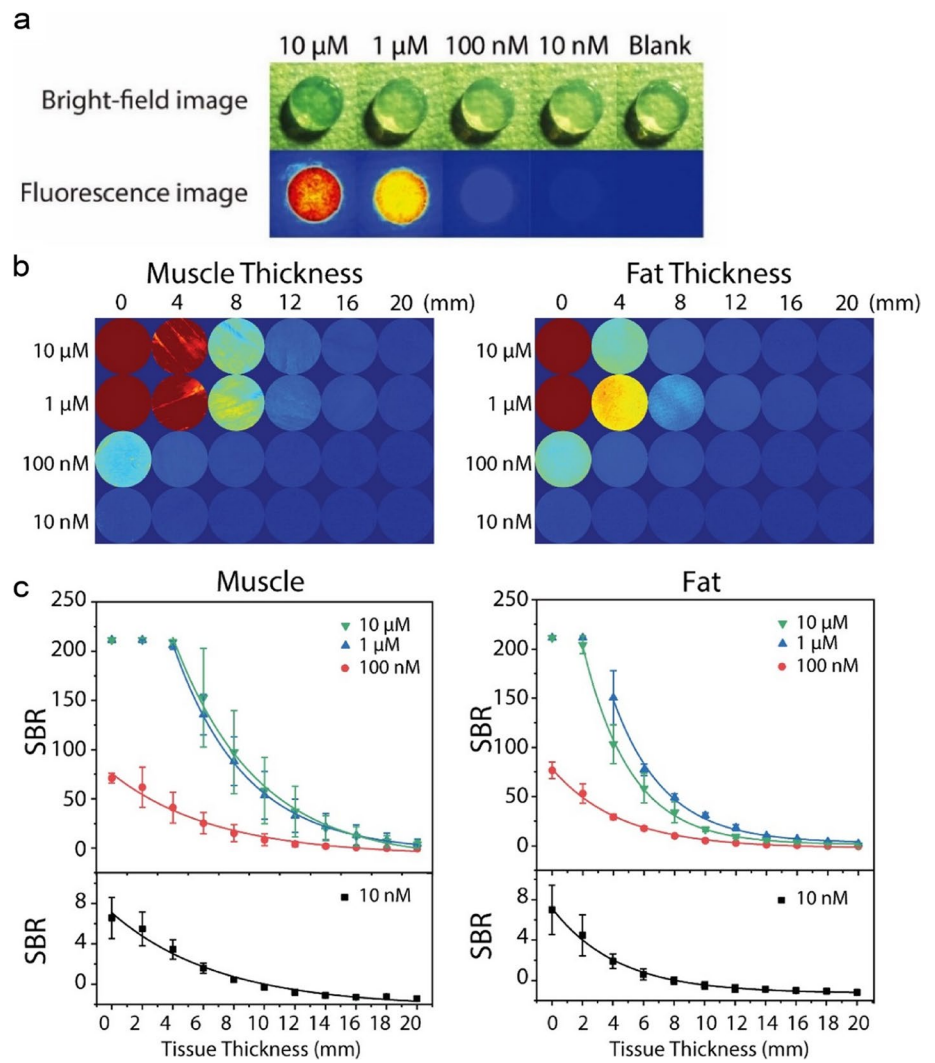 a
10 µM 1 µM 100 nM 10 nM Blank
Bright-field image
Fluorescence image
b
Muscle Thickness
0 4 8 12 16 20 (mm)
10 µM
1 µM
100 nM
10 nM
Fat Thickness
0 4 8 12 16 20 (mm)
10 µM
1 µM
100 nM
10 nM
c
Muscle
250
200
150
100
50
0
SBR
10 µM
1 µM
100 nM
8
4
0
SBR
10 nM
0 2 4 6 8 10 12 14 16 18 20
Tissue Thickness (mm)
Fat
250
200
150
100
50
0
SBR
10 µM
1 µM
100 nM
8
4
0
SBR
10 nM
0 2 4 6 8 10 12 14 16 18 20
Tissue Thickness (mm)